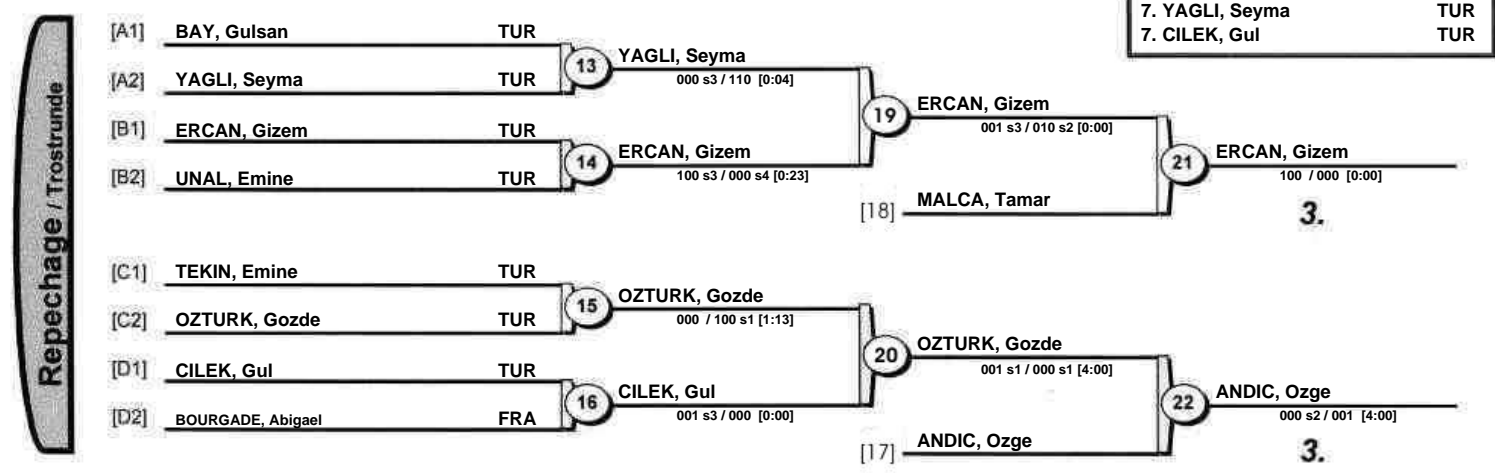 7. YAGLI, Seyma TUR
7. CILEK, Gul TUR
Repechage / Trostrunde
[A1] BAY, Gulsan TUR
13 YAGLI, Seyma
000 s3 / 110 [0:04]
[A2] YAGLI, Seyma TUR
19 ERCAN, Gizem
001 s3 / 010 s2 [0:00]
[B1] ERCAN, Gizem TUR
14 ERCAN, Gizem
100 s3 / 000 s4 [0:23]
[B2] UNAL, Emine TUR
21 ERCAN, Gizem
100 / 000 [0:00]
[18] MALCA, Tamar
3.
[C1] TEKIN, Emine TUR
15 OZTURK, Gozde
000 / 100 s1 [1:13]
[C2] OZTURK, Gozde TUR
20 OZTURK, Gozde
001 s1 / 000 s1 [4:00]
[D1] CILEK, Gul TUR
16 CILEK, Gul
001 s3 / 000 [0:00]
[D2] BOURGADE, Abigael FRA
22 ANDIC, Ozge
000 s2 / 001 [4:00]
[17] ANDIC, Ozge
3.